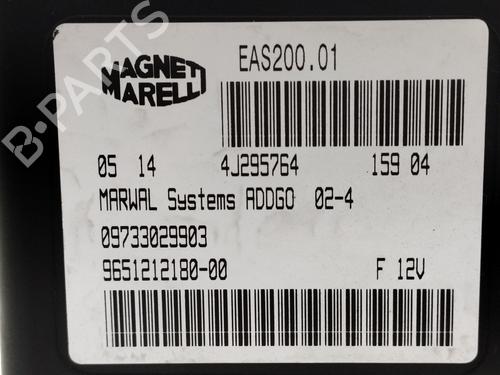 MAGNETI
MARELLI
EAS200.01
05 14 4J295764 159 04
MARWAL Systems ADDGO 02-4
09733029903
9651212180-00 F 12V
B-PARTS